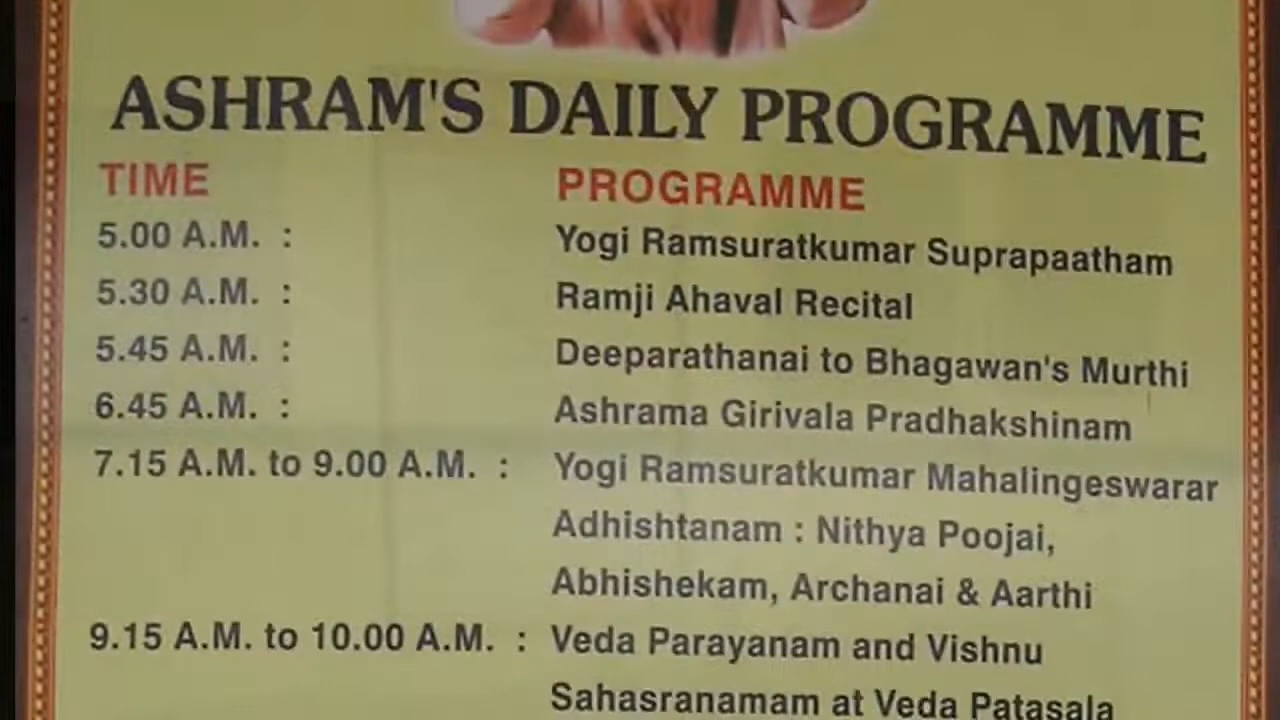 ASHRAM'S DAILY PROGRAMME
TIME PROGRAMME
5.00 A.M. : Yogi Ramsuratkumar Suprapaatham
5.30 A.M. : Ramji Ahaval Recital
5.45 A.M. : Deeparathanai to Bhagawan's Murthi
6.45 A.M. : Ashrama Girivala Pradhakshinam
7.15 A.M. to 9.00 A.M. : Yogi Ramsuratkumar Mahalingeswarar
Adhishtanam : Nithya Poojai,
Abhishekam, Archanai & Aarthi
9.15 A.M. to 10.00 A.M. : Veda Parayanam and Vishnu
Sahasranamam at Veda Patasala